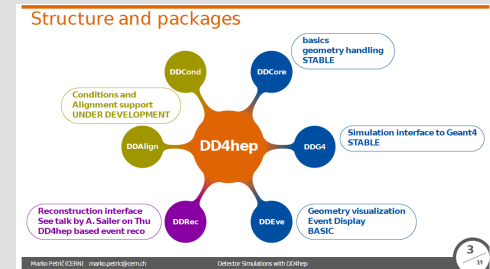 Structure and packages
basics
geometry handling
STABLE
DDCond
DDCore
Conditions and
Alignment support
UNDER DEVELOPMENT
DDAlign
DD4hep
DDG4
Simulation interface to Geant4
STABLE
Reconstruction interface
See talk by A. Sailer on Thu
DD4hep based event reco
DDRec
DDEve
Geometry visualization
Event Display
BASIC
Marko Petrič (CERN) marko.petric@cern.ch
Detector Simulations with DD4hep
3
14